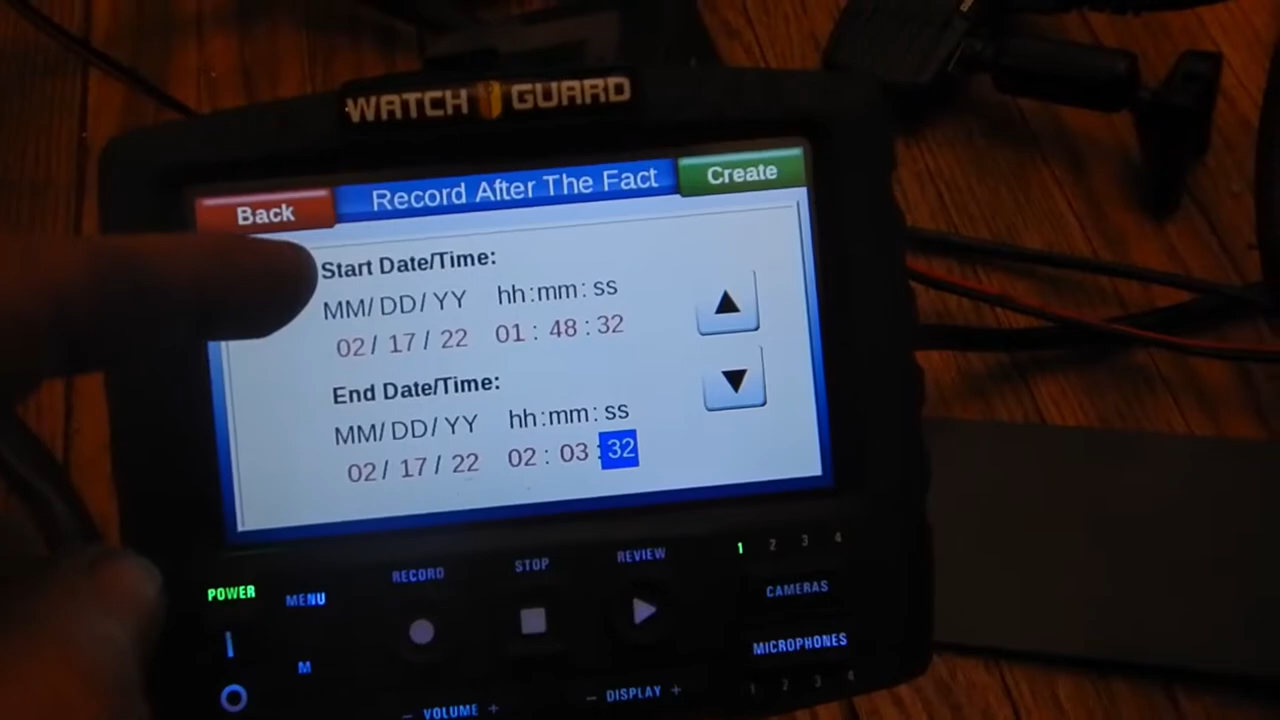 WATCH GUARD
Back
Record After The Fact
Create
Start Date/Time:
MM/ DD/ YY hh:mm: ss
02/ 17 / 22 01 : 48 : 32
End Date/Time:
MM/ DD/ YY hh:mm: ss
02/ 17 / 22 02 : 03 : 32
POWER
MENU
RECORD
STOP
REVIEW
1 2 3 4
CAMERAS
M
MICROPHONES
1 2 3 4
− VOLUME +
− DISPLAY +